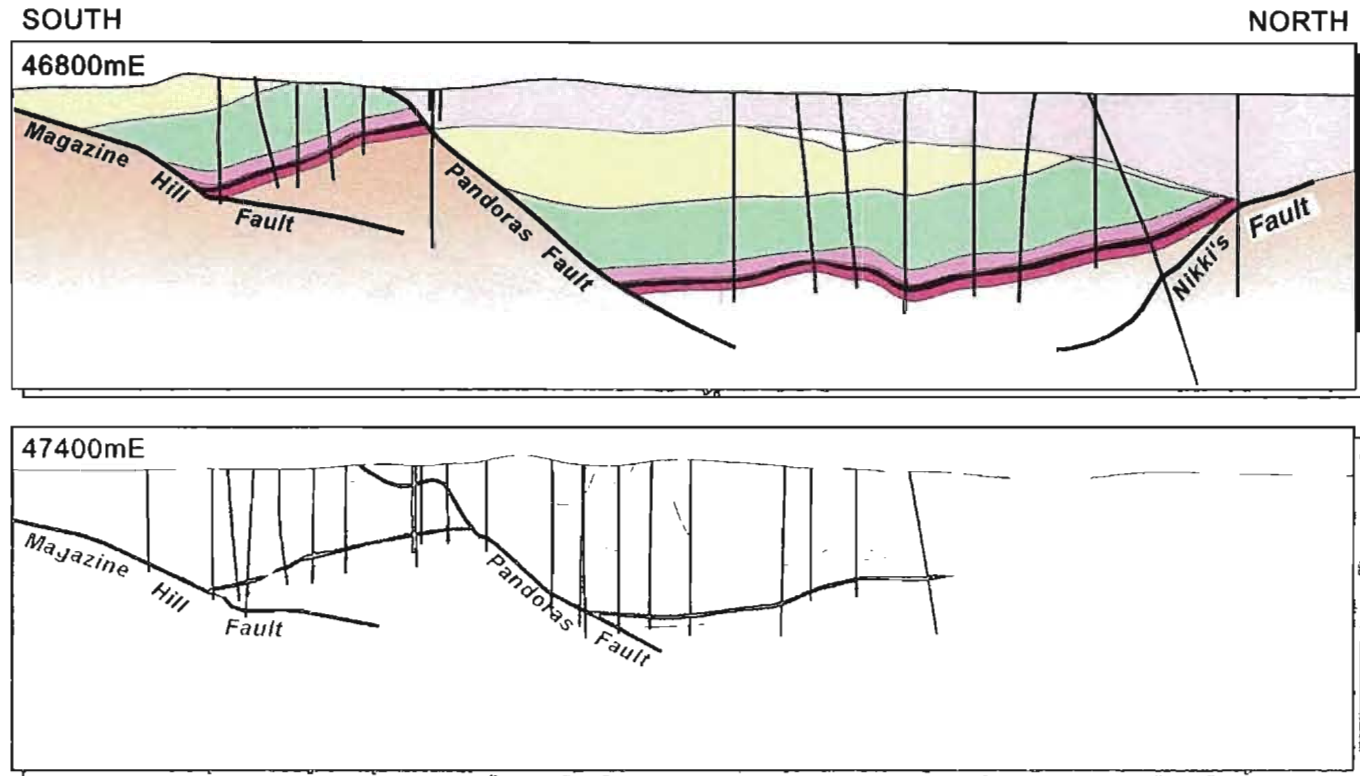 SOUTH
NORTH
46800mE
Magazine
Hill
Fault
Pandoras
Fault
Nikki's
Fault
47400mE
Magazine
Hill
Fault
Pandoras
Fault